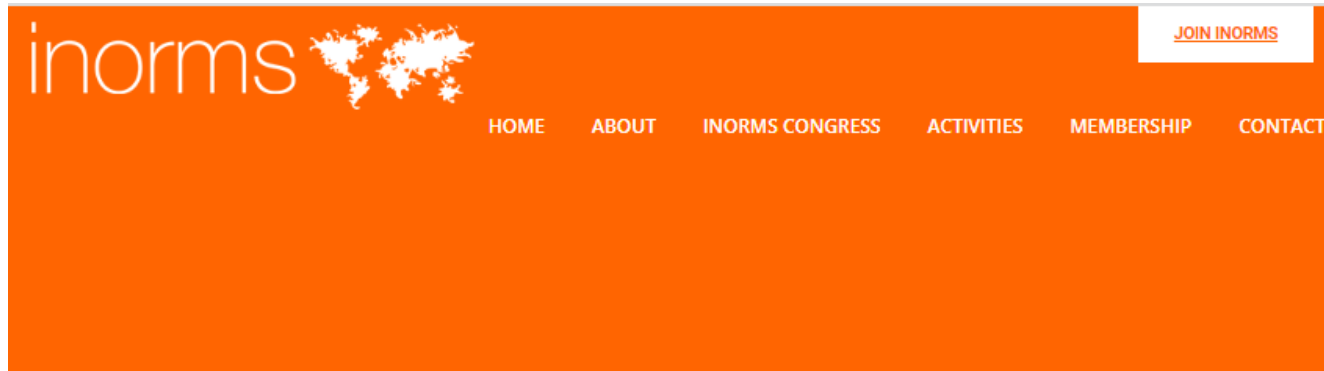 inorms
JOIN INORMS
HOME ABOUT INORMS CONGRESS ACTIVITIES MEMBERSHIP CONTACT